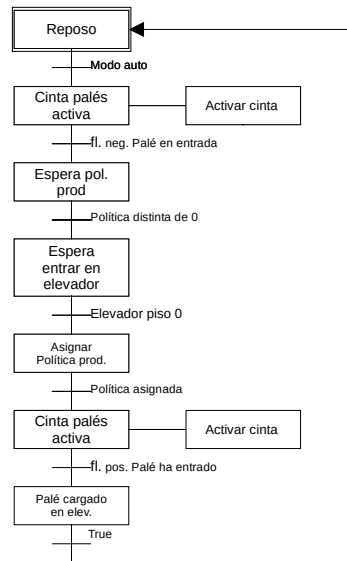 Reposo
Modo auto
Cinta palés
activa
Activar cinta
fl. neg. Palé en entrada
Espera pol.
prod
Política distinta de 0
Espera
entrar en
elevador
Elevador piso 0
Asignar
Política prod.
Política asignada
Cinta palés
activa
Activar cinta
fl. pos. Palé ha entrado
Palé cargado
en elev.
True